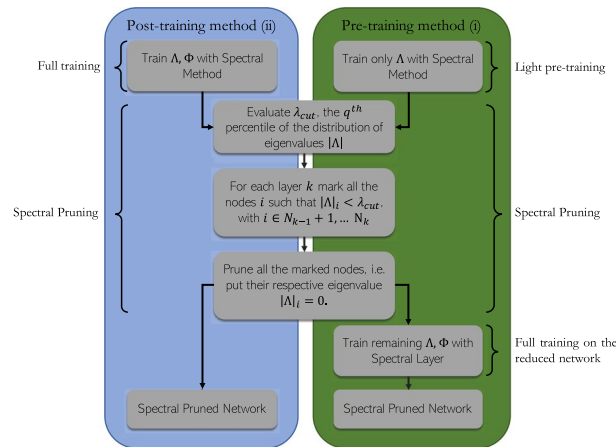 Post-training method (ii)
Pre-training method (i)
Full training
Train Λ, Φ with Spectral
Method
Train only Λ with Spectral
Method
Light pre-training
Evaluate λ_cut, the q^th
percentile of the distribution of
eigenvalues |Λ|
Spectral Pruning
For each layer k mark all the
nodes i such that |Λ|_i < λ_cut,
with i ∈ N_{k−1} + 1, … N_k
Spectral Pruning
Prune all the marked nodes, i.e.
put their respective eigenvalue
|Λ|_i = 0.
Train remaining Λ, Φ with
Spectral Layer
Full training on the
reduced network
Spectral Pruned Network
Spectral Pruned Network